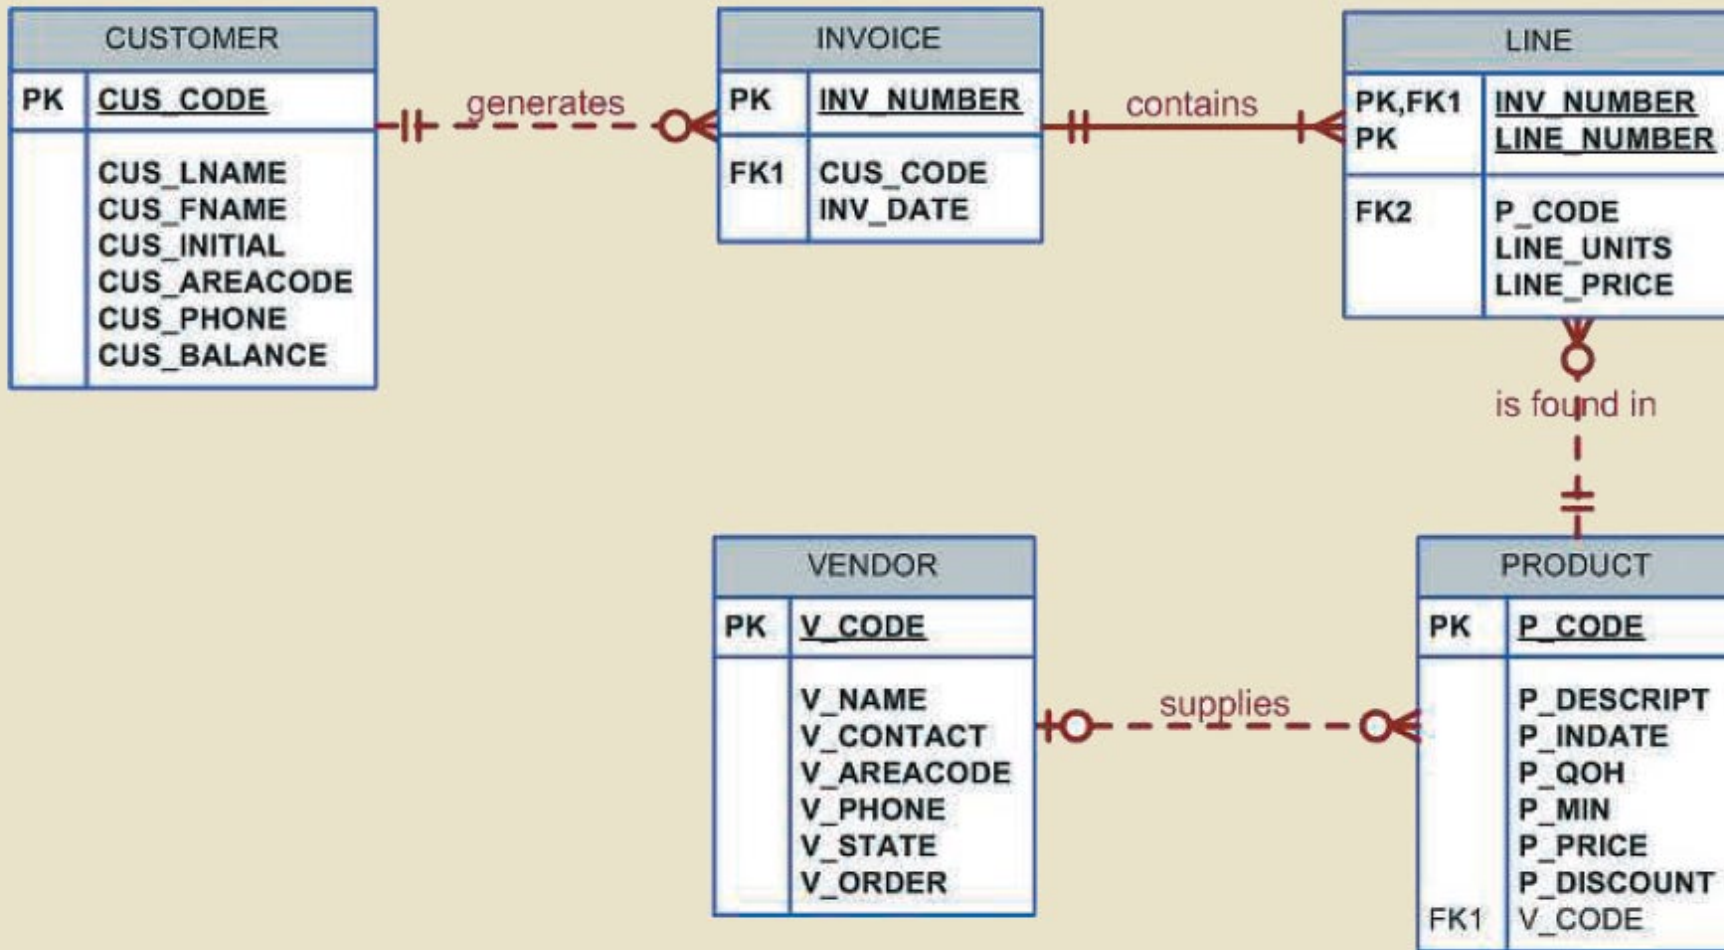 CUSTOMER
PK CUS_CODE
CUS_LNAME
CUS_FNAME
CUS_INITIAL
CUS_AREACODE
CUS_PHONE
CUS_BALANCE
generates
INVOICE
PK INV_NUMBER
FK1 CUS_CODE
INV_DATE
contains
LINE
PK,FK1 INV_NUMBER
PK LINE_NUMBER
FK2 P_CODE
LINE_UNITS
LINE_PRICE
is found in
VENDOR
PK V_CODE
V_NAME
V_CONTACT
V_AREACODE
V_PHONE
V_STATE
V_ORDER
supplies
PRODUCT
PK P_CODE
P_DESCRIPT
P_INDATE
P_QOH
P_MIN
P_PRICE
P_DISCOUNT
FK1 V_CODE